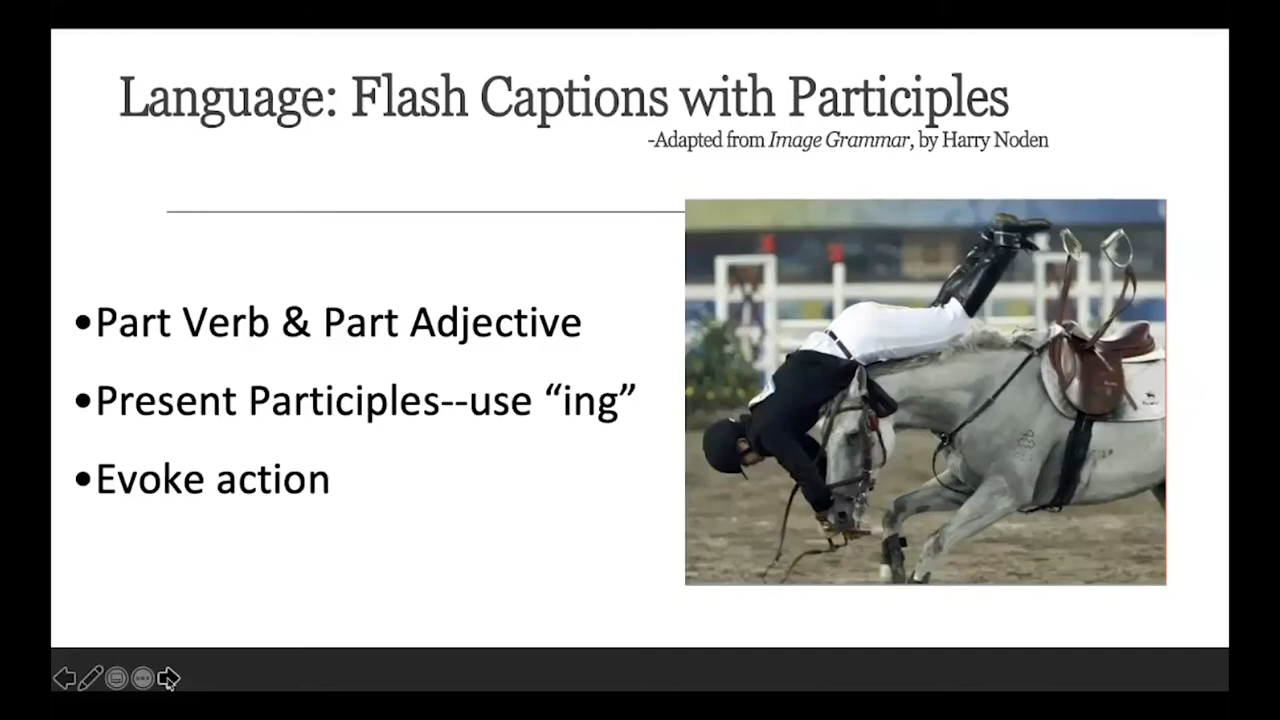 Language: Flash Captions with Participles
-Adapted from Image Grammar, by Harry Noden
•Part Verb & Part Adjective
•Present Participles--use “ing”
•Evoke action